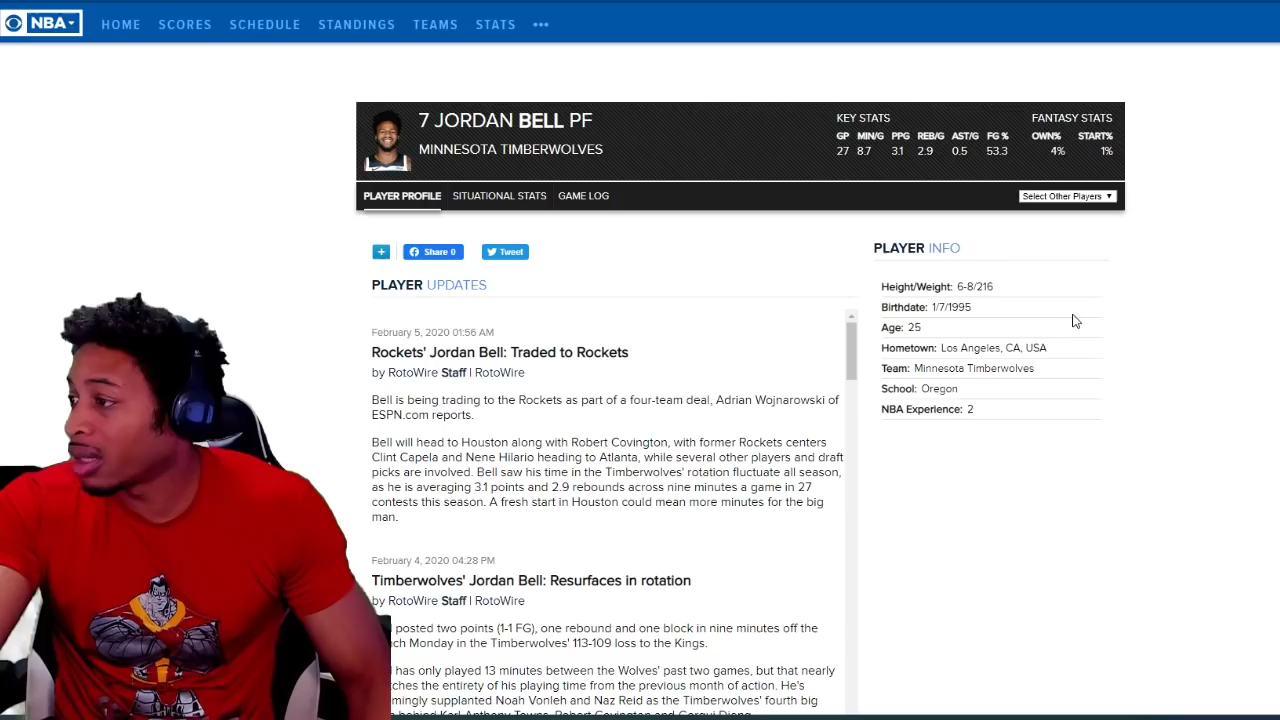 NBA
HOME SCORES SCHEDULE STANDINGS TEAMS STATS •••
7 JORDAN BELL PF
MINNESOTA TIMBERWOLVES
KEY STATS
GP MIN/G PPG REB/G AST/G FG %
27 8.7 3.1 2.9 0.5 53.3
FANTASY STATS
OWN% START%
4% 1%
PLAYER PROFILE SITUATIONAL STATS GAME LOG
Select Other Players
+ Share 0 Tweet
PLAYER UPDATES
February 5, 2020 01:56 AM
Rockets' Jordan Bell: Traded to Rockets
by RotoWire Staff | RotoWire
Bell is being trading to the Rockets as part of a four-team deal, Adrian Wojnarowski of
ESPN.com reports.
Bell will head to Houston along with Robert Covington, with former Rockets centers
Clint Capela and Nene Hilario heading to Atlanta, while several other players and draft
picks are involved. Bell saw his time in the Timberwolves' rotation fluctuate all season,
as he is averaging 3.1 points and 2.9 rebounds across nine minutes a game in 27
contests this season. A fresh start in Houston could mean more minutes for the big
man.
February 4, 2020 04:28 PM
Timberwolves' Jordan Bell: Resurfaces in rotation
by RotoWire Staff | RotoWire
posted two points (1-1 FG), one rebound and one block in nine minutes off the
Monday in the Timberwolves' 113-109 loss to the Kings.
has only played 13 minutes between the Wolves' past two games, but that nearly
the entirety of his playing time from the previous month of action. He's
supplanted Noah Vonleh and Naz Reid as the Timberwolves' fourth big
behind Karl-Anthony Towns, Robert Covington and Gorgui Dieng.
PLAYER INFO
Height/Weight: 6-8/216
Birthdate: 1/7/1995
Age: 25
Hometown: Los Angeles, CA, USA
Team: Minnesota Timberwolves
School: Oregon
NBA Experience: 2